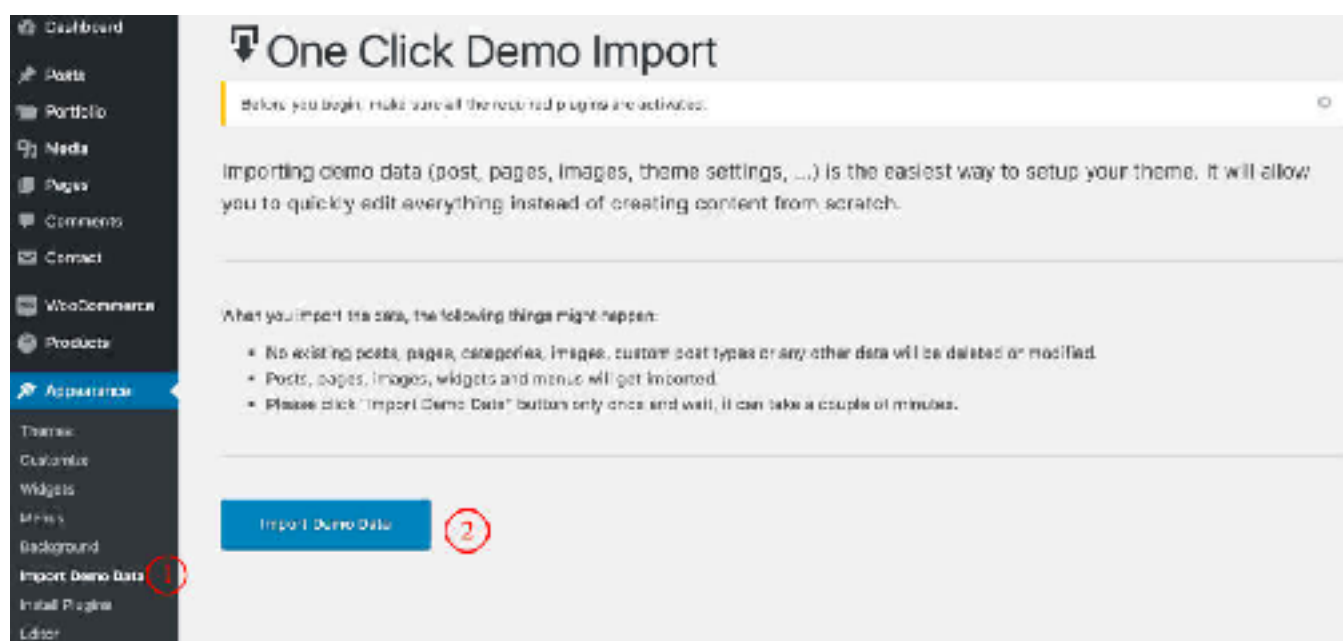 Dashboard
Posts
Portfolio
Media
Pages
Comments
Contact
WooCommerce
Products
Appearance
Themes
Customize
Widgets
Menus
Background
Import Demo Data
1
Install Plugins
Editor
One Click Demo Import
Before you begin, make sure all the required plugins are activated.
Importing demo data (post, pages, images, theme settings, ...) is the easiest way to setup your theme. It will allow
you to quickly edit everything instead of creating content from scratch.
When you import the data, the following things might happen:
• No existing posts, pages, categories, images, custom post types or any other data will be deleted or modified.
• Posts, pages, images, widgets and menus will get imported.
• Please click "Import Demo Data" button only once and wait, it can take a couple of minutes.
Import Demo Data
2